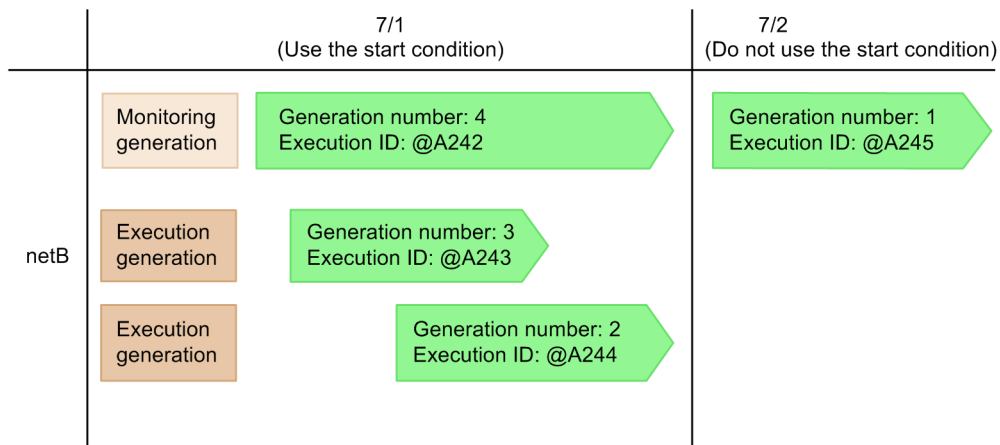 7/1
(Use the start condition)
7/2
(Do not use the start condition)
netB
Monitoring
generation
Generation number: 4
Execution ID: @A242
Generation number: 1
Execution ID: @A245
Execution
generation
Generation number: 3
Execution ID: @A243
Execution
generation
Generation number: 2
Execution ID: @A244